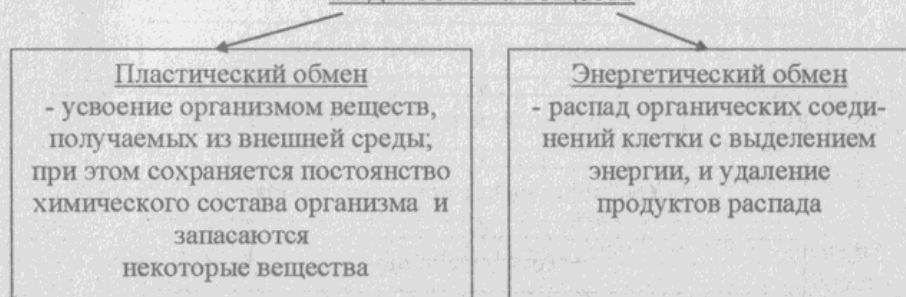 Пластический обмен
- усвоение организмом веществ,
получаемых из внешней среды;
при этом сохраняется постоянство
химического состава организма и
запасаются
некоторые вещества
Энергетический обмен
- распад органических соеди-
нений клетки с выделением
энергии, и удаление
продуктов распада